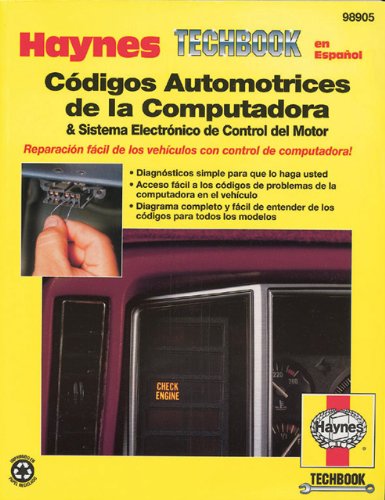 98905
Haynes TECHBOOK en Español
Códigos Automotrices
de la Computadora
& Sistema Electrónico de Control del Motor
Reparación fácil de los vehículos con control de computadora!
• Diagnósticos simple para que lo haga usted
• Acceso fácil a los códigos de problemas de la
computadora en el vehículo
• Diagrama completo y fácil de entender de los
códigos para todos los modelos
CHECK
ENGINE
220
280
Haynes
®
TECHBOOK